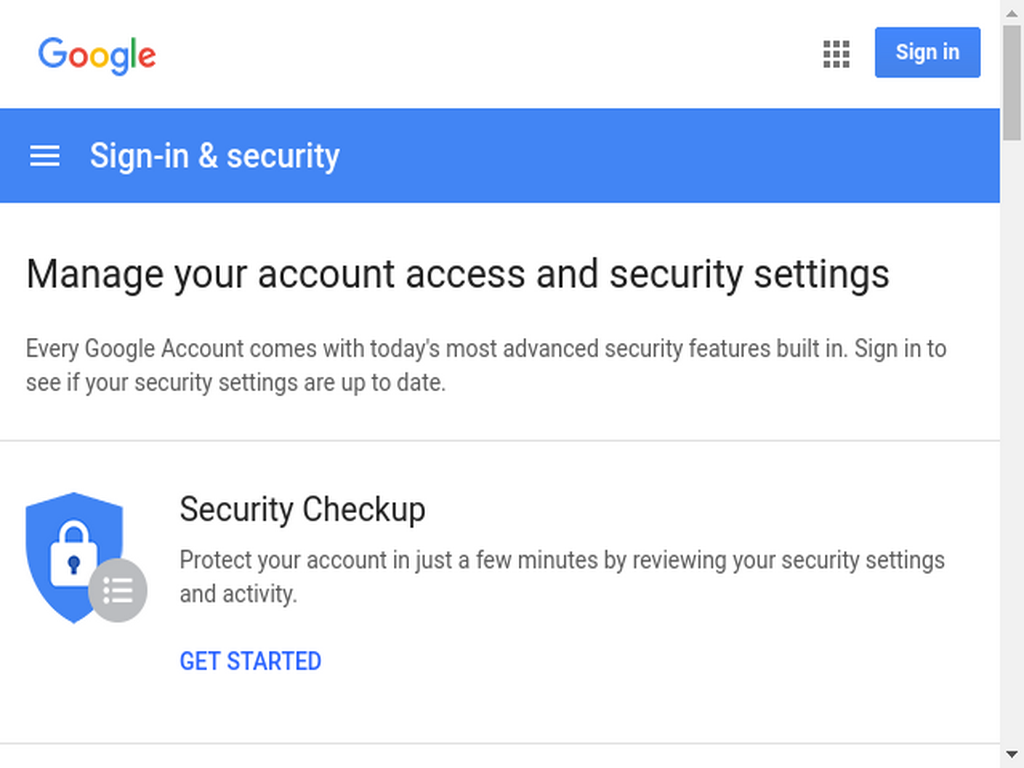 Google
Sign in
Sign-in & security
Manage your account access and security settings
Every Google Account comes with today's most advanced security features built in. Sign in to
see if your security settings are up to date.
Security Checkup
Protect your account in just a few minutes by reviewing your security settings
and activity.
GET STARTED